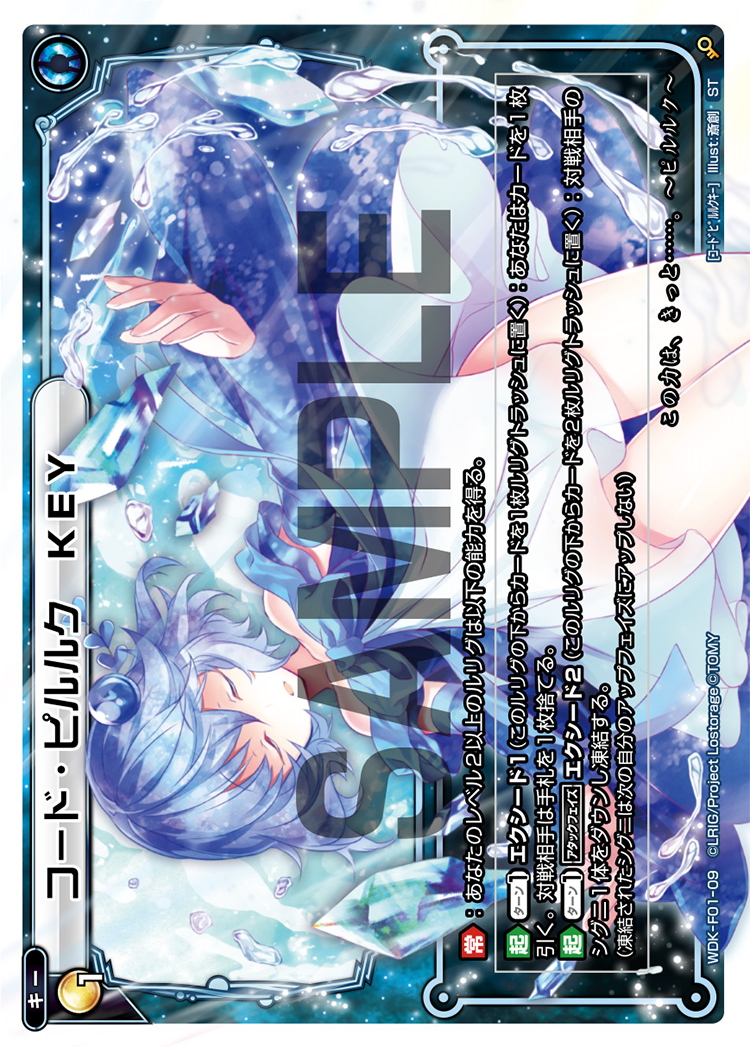 キー
1
コード・ピルルク KEY
SAMPLE
常：あなたのレベル２以上のルリグは以下の能力を得る。
起 ターン1 エクシード１（このルリグの下からカードを１枚ルリグトラッシュに置く）：あなたはカードを１枚
引く。対戦相手は手札を１枚捨てる。
起 ターン1 アタックフェイズ エクシード２（このルリグの下からカードを２枚ルリグトラッシュに置く）：対戦相手の
シグニ１体をダウンし凍結する。
（凍結されたシグニは次の自分のアップフェイズにアップしない）
この力は、きっと……。～ピルルク～
WDK-F01-09 ©LRIG/Project Lostorage ©TOMY
[コードピルルクキー] Illust:斎創 ST